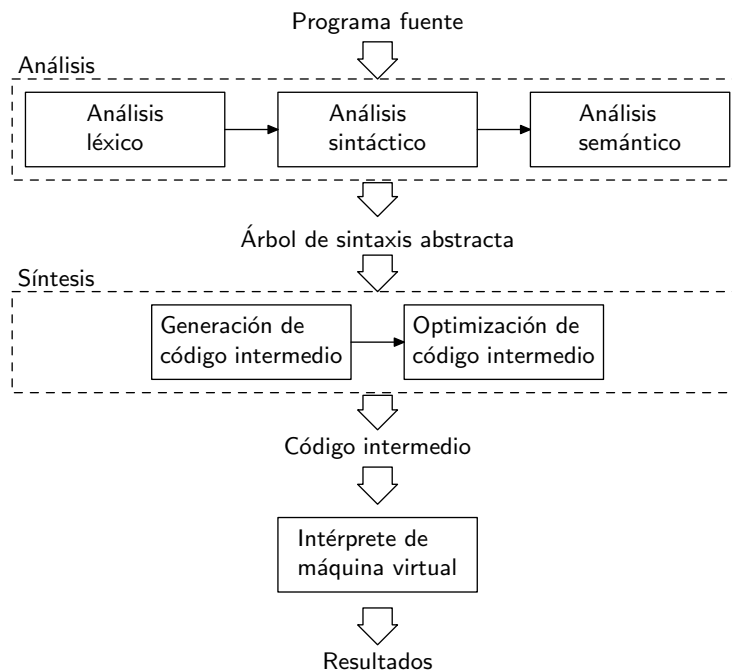 Programa fuente
Análisis
Análisis
léxico
Análisis
sintáctico
Análisis
semántico
Árbol de sintaxis abstracta
Síntesis
Generación de
código intermedio
Optimización de
código intermedio
Código intermedio
Intérprete de
máquina virtual
Resultados